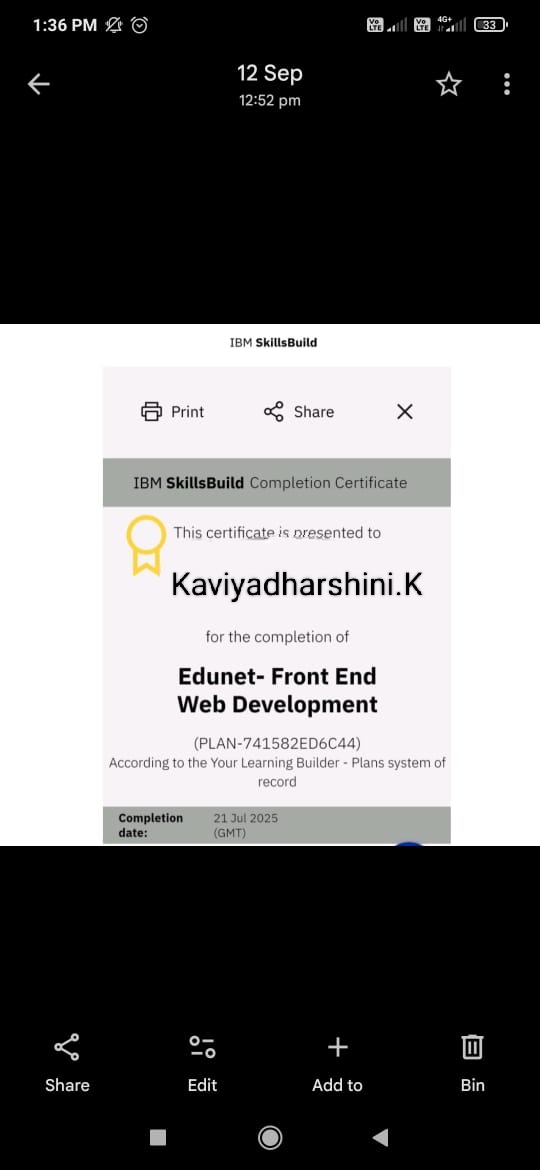 1:36 PM
Vo LTE Vo LTE 4G+ 33
12 Sep
12:52 pm
IBM SkillsBuild
Print Share
IBM SkillsBuild Completion Certificate
This certificate is presented to
Kaviyadharshini.K
for the completion of
Edunet- Front End
Web Development
(PLAN-741582ED6C44)
According to the Your Learning Builder - Plans system of
record
Completion 21 Jul 2025
date: (GMT)
Share Edit Add to Bin